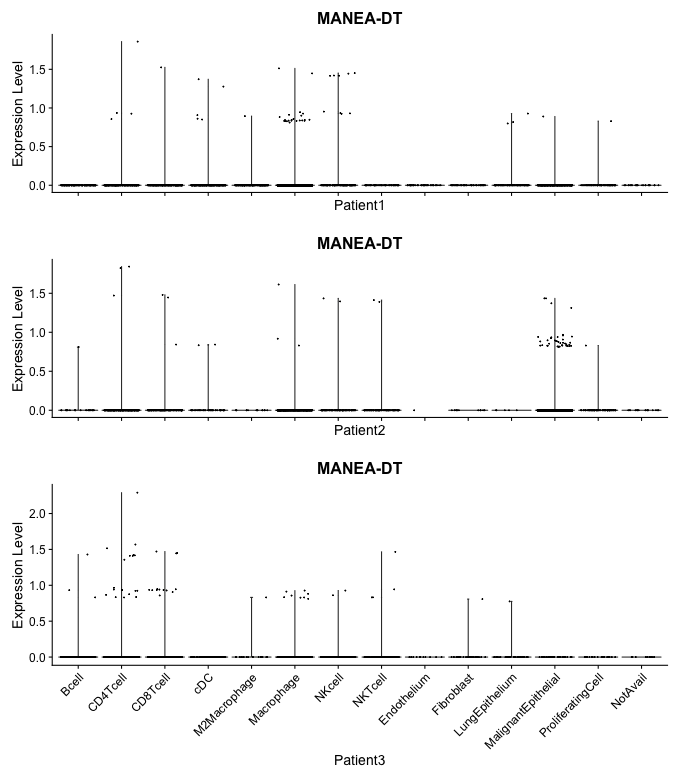 MANEA-DT
Expression Level
1.5
1.0
0.5
0.0
Patient1
MANEA-DT
Expression Level
1.5
1.0
0.5
0.0
Patient2
MANEA-DT
Expression Level
2.0
1.5
1.0
0.5
0.0
Bcell
CD4Tcell
CD8Tcell
cDC
M2Macrophage
Macrophage
NKcell
NKTcell
Endothelium
Fibroblast
LungEpithelium
MalignantEpithelial
ProliferatingCell
NotAvail
Patient3